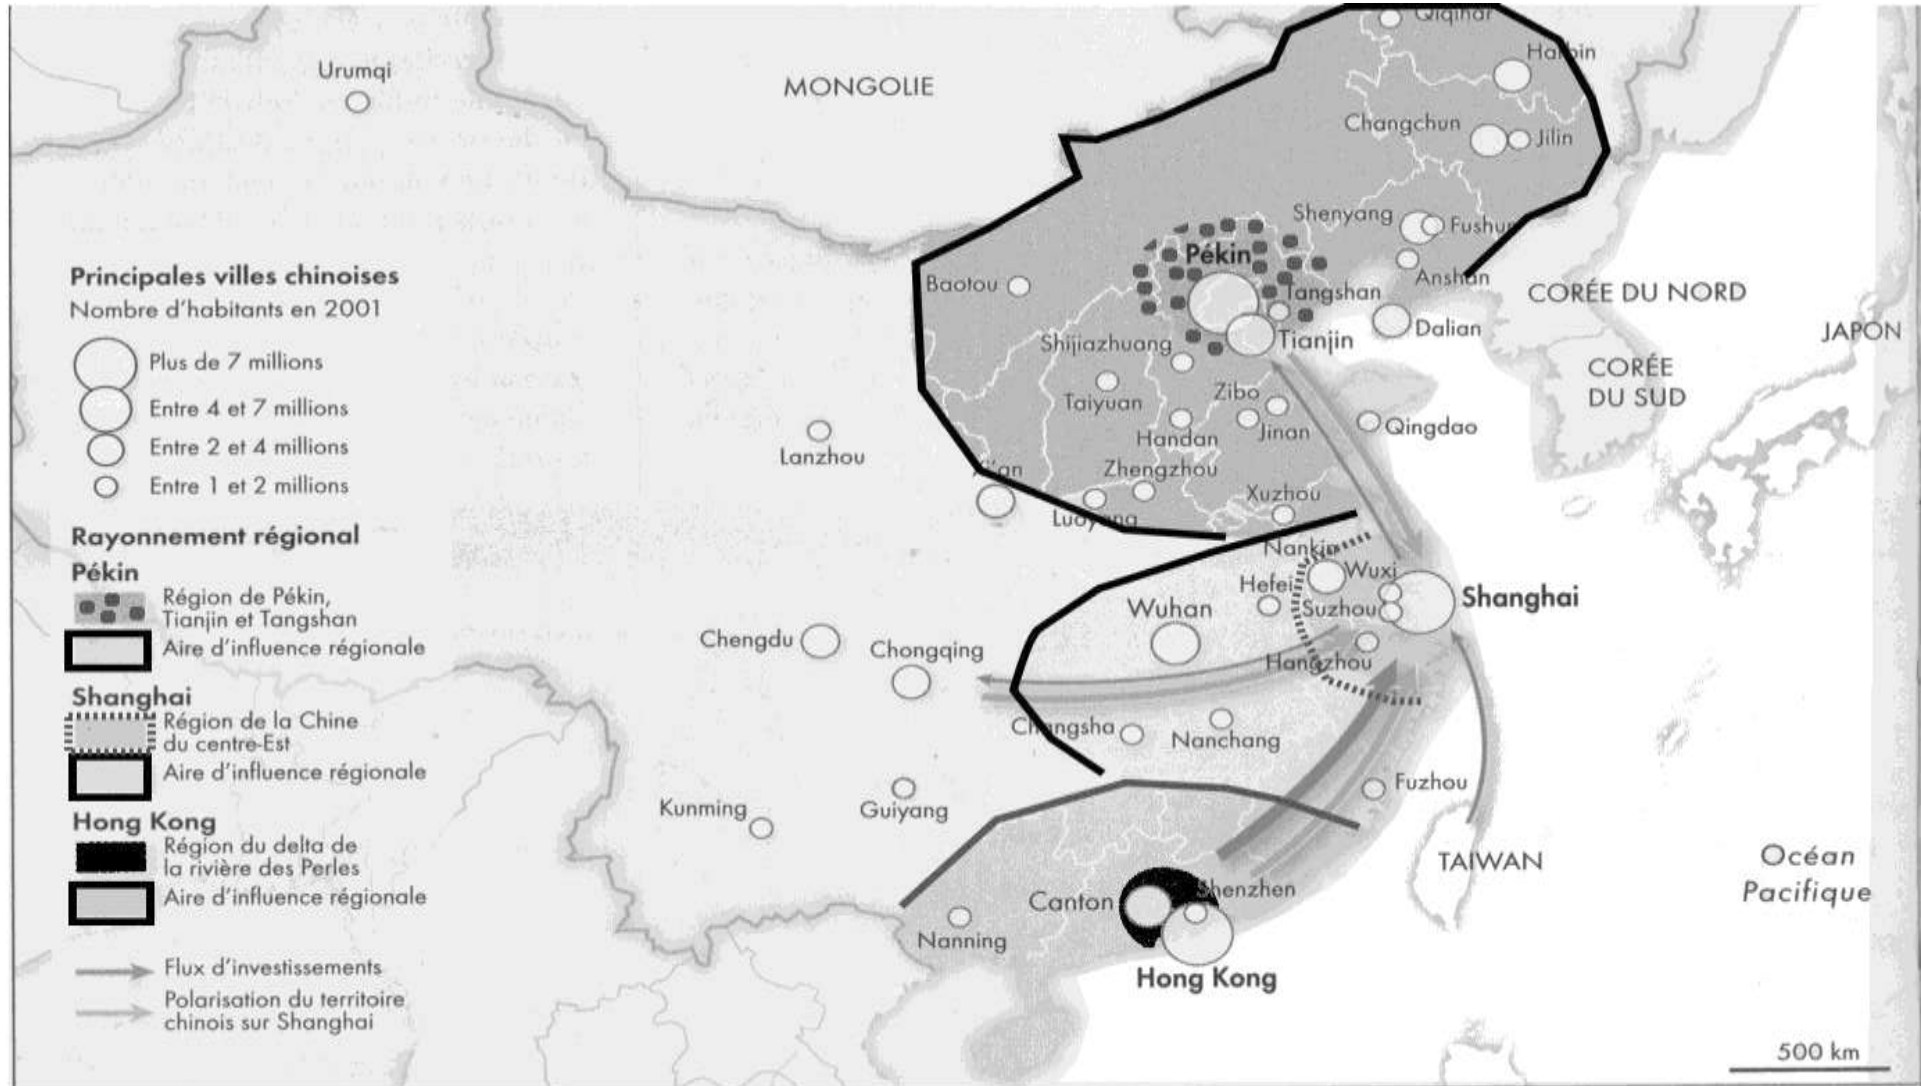 Qiqihar
Harbin
Urumqi
MONGOLIE
Changchun
Jilin
Shenyang
Fushun
Pékin
Anshan
Baotou
Tangshan
CORÉE DU NORD
Dalian
JAPON
Tianjin
Shijiazhuang
CORÉE
DU SUD
Taiyuan
Zibo
Jinan
Handan
Qingdao
Lanzhou
Xi'an
Zhengzhou
Luoyang
Xuzhou
Nankin
Wuxi
Hefei
Suzhou
Shanghai
Wuhan
Chengdu
Chongqing
Hangzhou
Changsha
Nanchang
Fuzhou
Kunming
Guiyang
TAIWAN
Océan
Pacifique
Canton
Shenzhen
Nanning
Hong Kong
500 km
Principales villes chinoises
Nombre d'habitants en 2001
Plus de 7 millions
Entre 4 et 7 millions
Entre 2 et 4 millions
Entre 1 et 2 millions
Rayonnement régional
Pékin
Région de Pékin,
Tianjin et Tangshan
Aire d'influence régionale
Shanghai
Région de la Chine
du centre-Est
Aire d'influence régionale
Hong Kong
Région du delta de
la rivière des Perles
Aire d'influence régionale
Flux d'investissements
Polarisation du territoire
chinois sur Shanghai